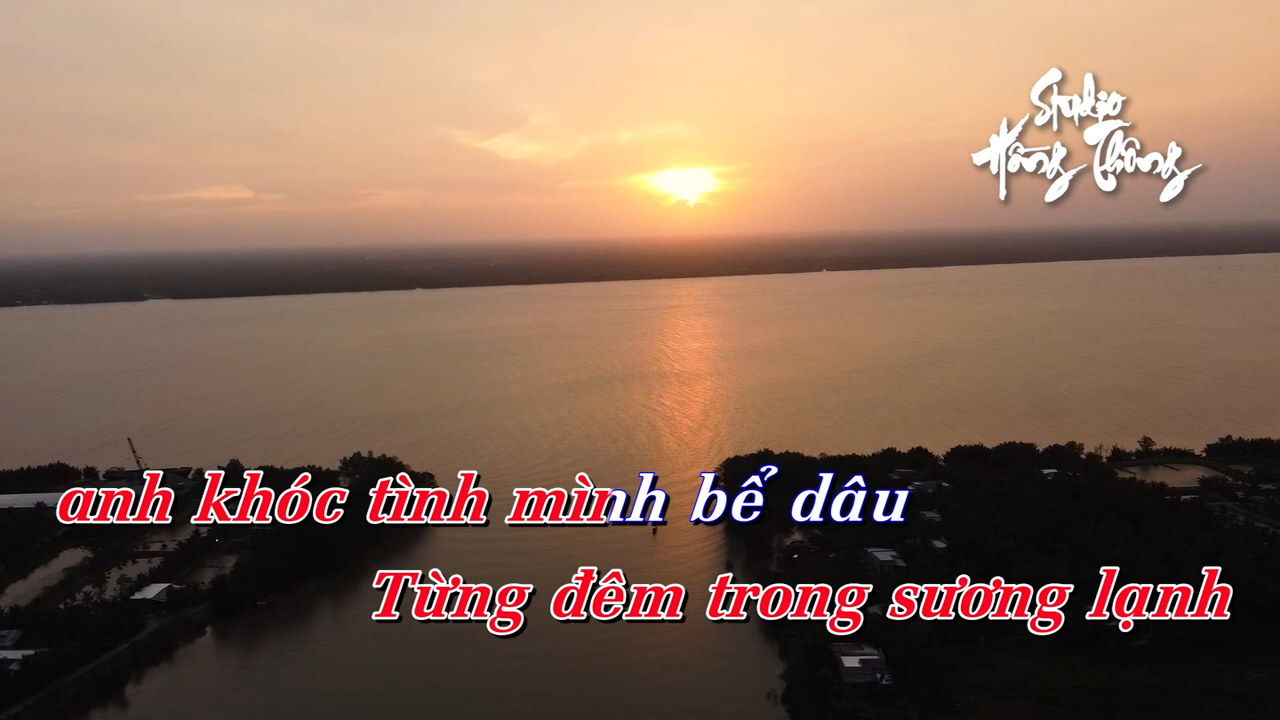 Studio
Hồng Thông
anh khóc tình mình bể dâu
Từng đêm trong sương lạnh